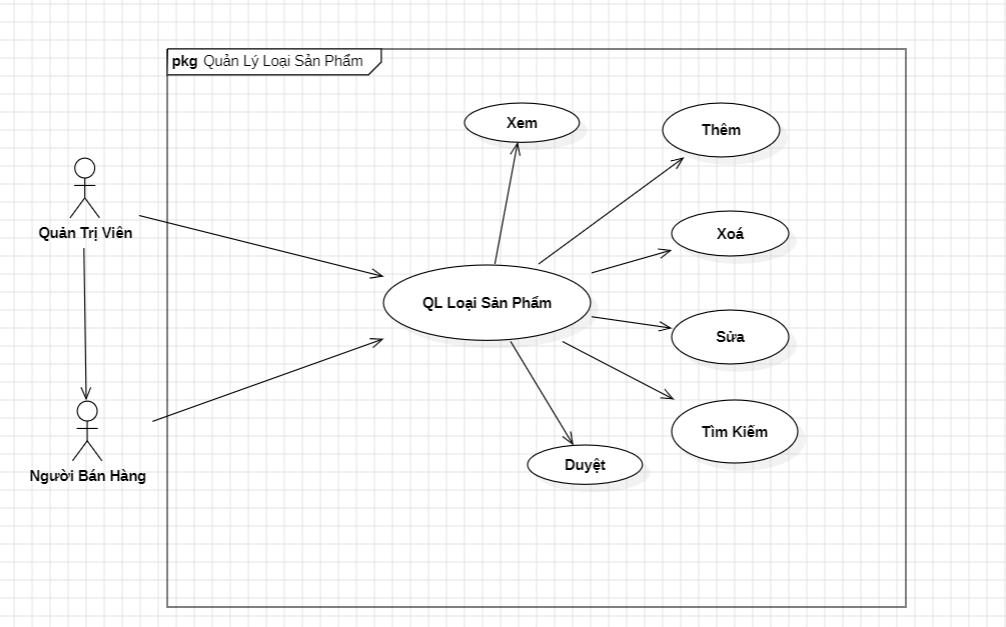 pkg Quản Lý Loại Sản Phẩm
Xem
Thêm
Quản Trị Viên
Xoá
QL Loại Sản Phẩm
Sửa
Tìm Kiếm
Duyệt
Người Bán Hàng